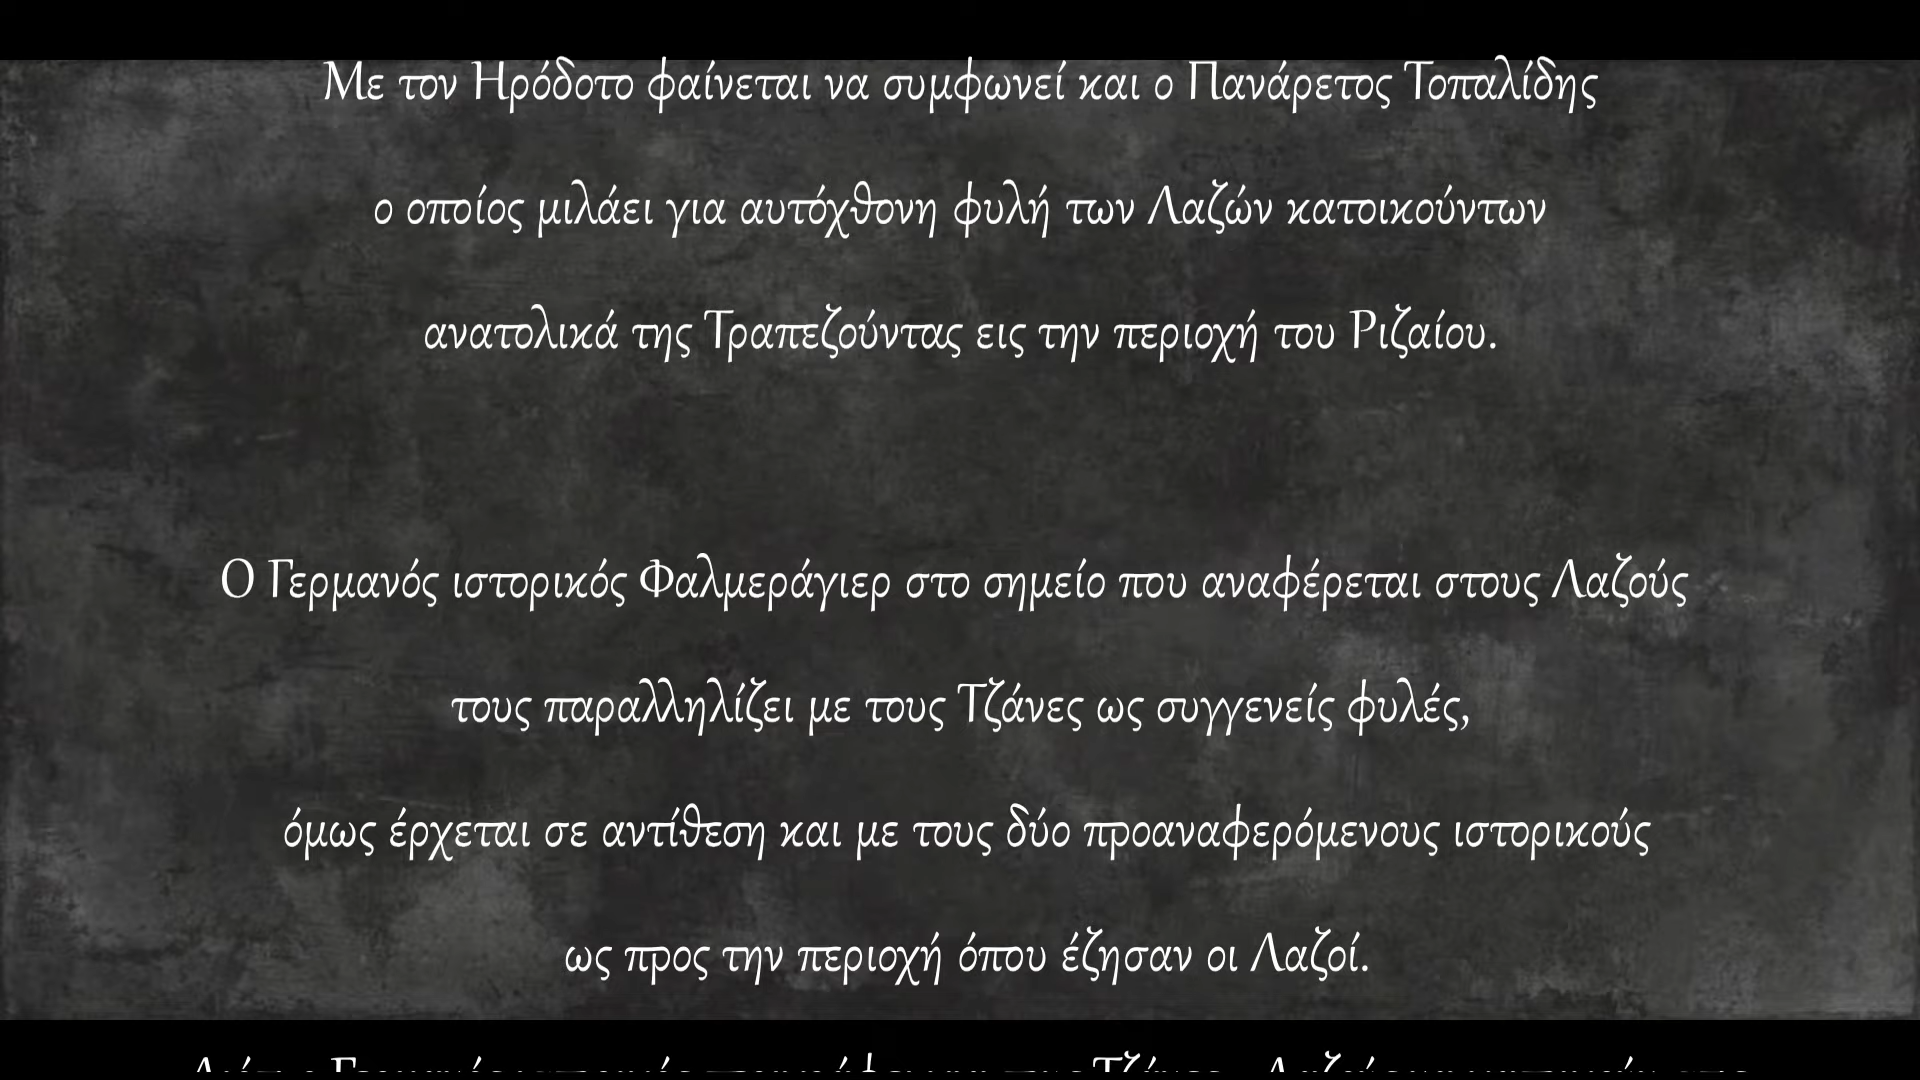 Με τον Ηρόδοτο φαίνεται να συμφωνεί και ο Πανάρετος Τοπαλίδης
ο οποίος μιλάει για αυτόχθονη φυλή των Λαζών κατοικούντων
ανατολικά της Τραπεζούντας εις την περιοχή του Ριζαίου.
Ο Γερμανός ιστορικός Φαλμεράγιερ στο σημείο που αναφέρεται στους Λαζούς
τους παραλληλίζει με τους Τζάνες ως συγγενείς φυλές,
όμως έρχεται σε αντίθεση και με τους δύο προαναφερόμενους ιστορικούς
ως προς την περιοχή όπου έζησαν οι Λαζοί.